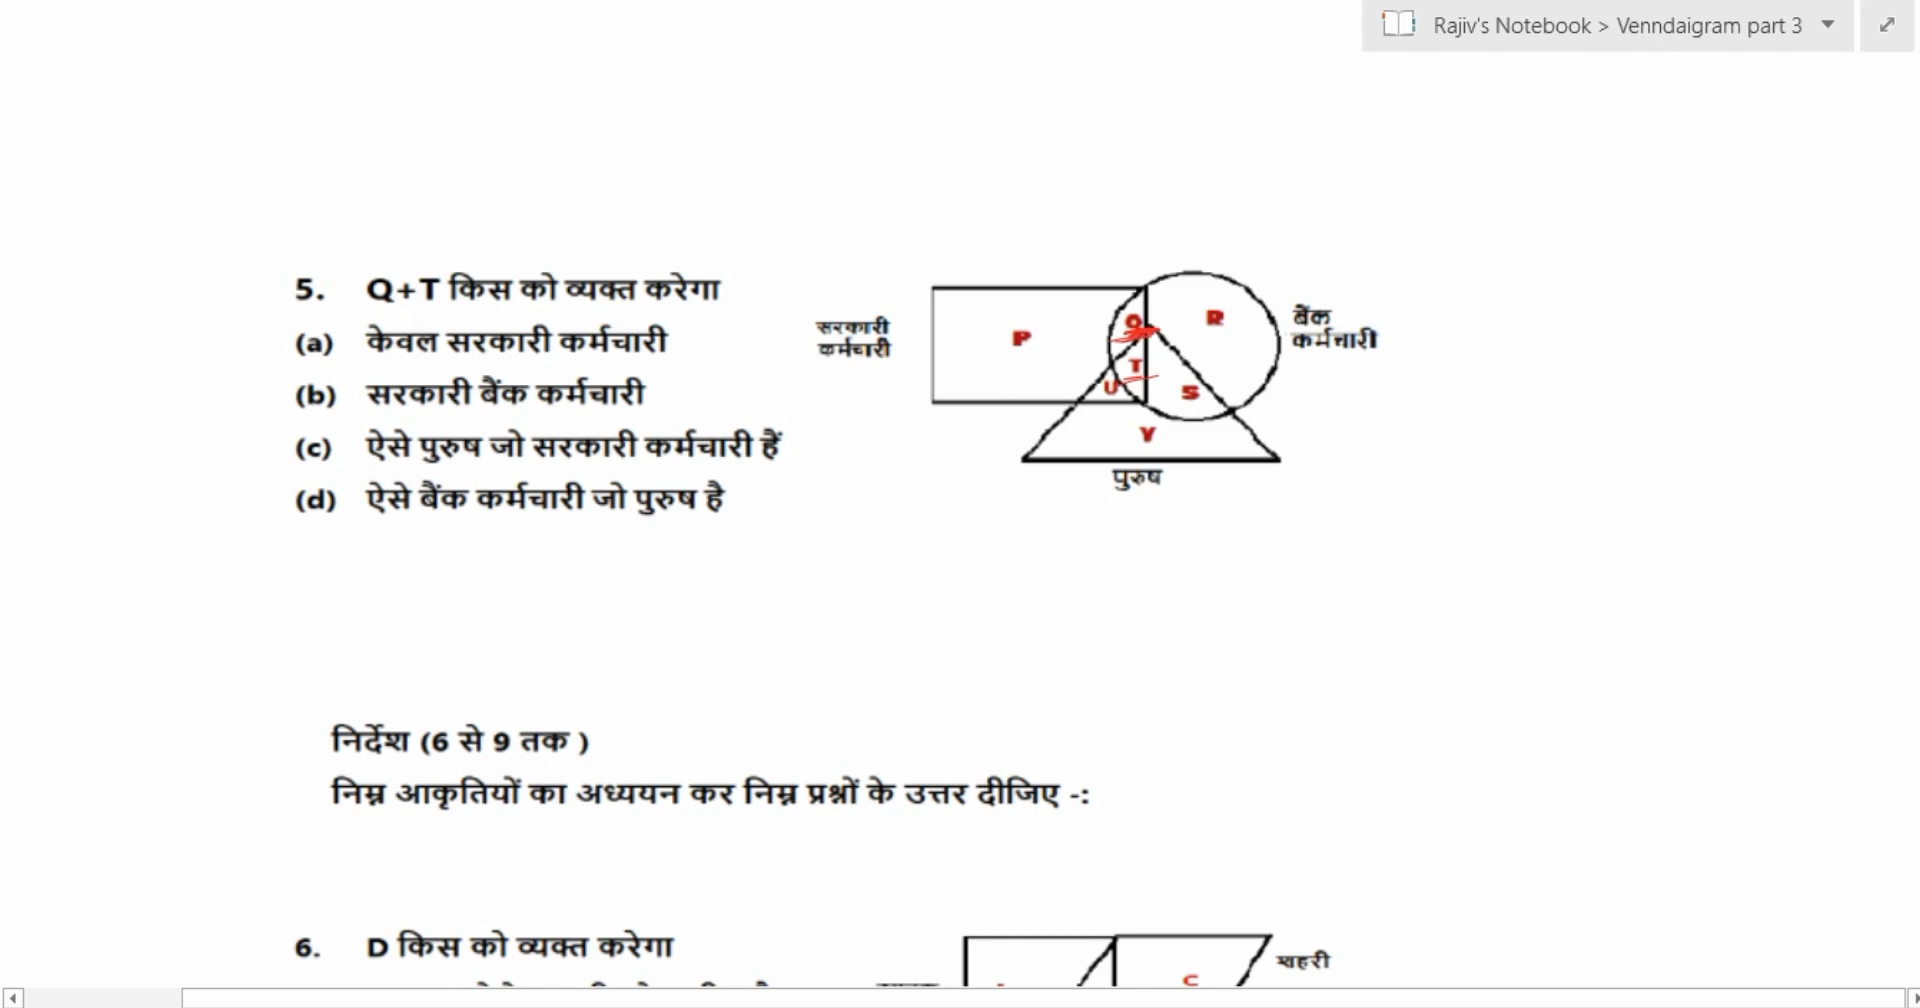 Rajiv's Notebook > Venndaigram part 3
5. Q+T किस को व्यक्त करेगा
(a) केवल सरकारी कर्मचारी
(b) सरकारी बैंक कर्मचारी
(c) ऐसे पुरुष जो सरकारी कर्मचारी हैं
(d) ऐसे बैंक कर्मचारी जो पुरुष है
सरकारी
कर्मचारी
P
Q
R
T
U
S
V
बैंक
कर्मचारी
पुरुष
निर्देश (6 से 9 तक )
निम्न आकृतियों का अध्ययन कर निम्न प्रश्नों के उत्तर दीजिए -:
6. D किस को व्यक्त करेगा
शहरी
C